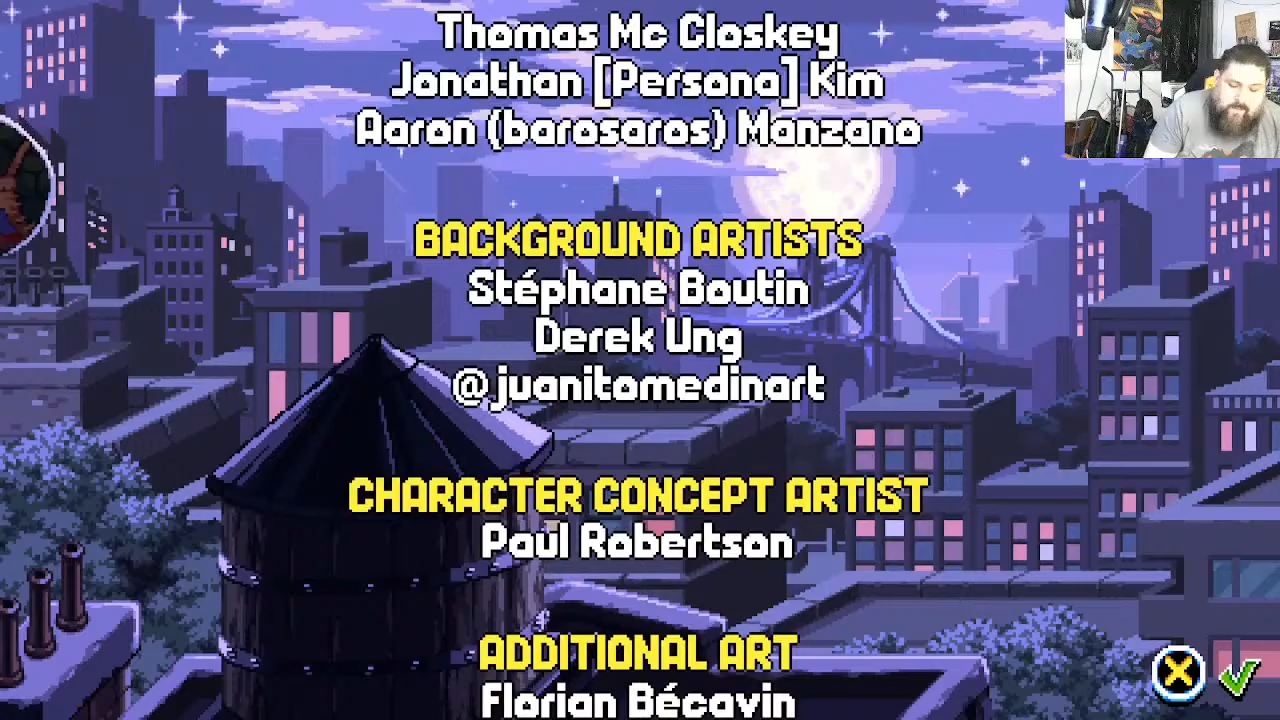 Thomas Mc Closkey
Jonathan [Persona] Kim
Aaron (barosaros) Manzano
BACKGROUND ARTISTS
Stéphane Boutin
Derek Ung
@juanitomedinart
CHARACTER CONCEPT ARTIST
Paul Robertson
ADDITIONAL ART
Florian Bécavin